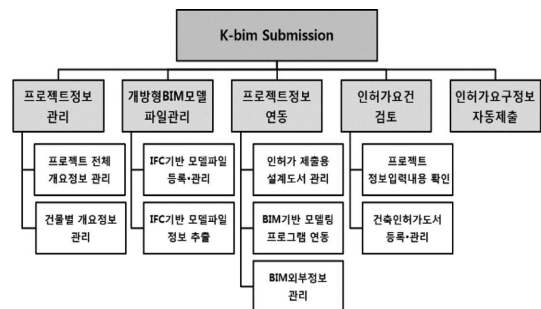 K-bim Submission
프로젝트정보
관리
개방형BIM모델
파일관리
프로젝트정보
연동
인허가요건
검토
인허가요구정보
자동제출
프로젝트 전체
개요정보 관리
건물별 개요정보
관리
IFC기반 모델파일
등록•관리
IFC기반 모델파일
정보 추출
인허가 제출용
설계도서 관리
BIM기반 모델링
프로그램 연동
BIM외부정보
관리
프로젝트
정보입력내용 확인
건축인허가도서
등록•관리